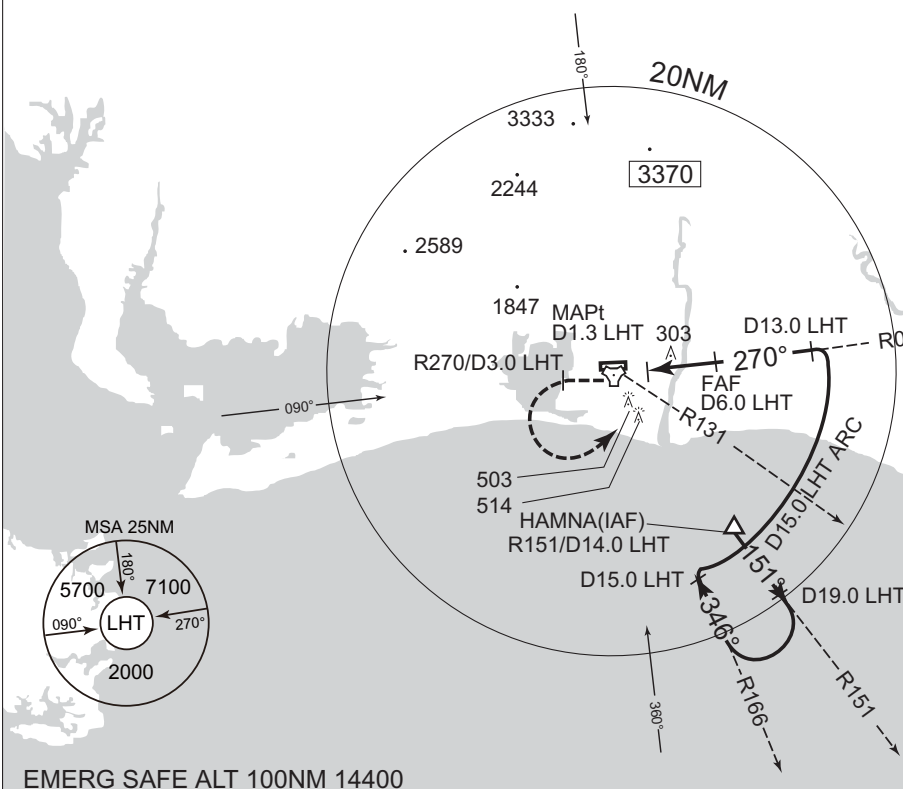 180°
20NM
3333
3370
2244
2589
1847
MAPt
D1.3 LHT
303
D13.0 LHT
R270/D3.0 LHT
270°
FAF
D6.0 LHT
090°
R131
503
514
D15.0 LHT ARC
HAMNA(IAF)
R151/D14.0 LHT
151°
D15.0 LHT
D19.0 LHT
346°
R166
R151
360°
MSA 25NM
180°
5700
7100
090°
LHT
270°
2000
EMERG SAFE ALT 100NM 14400